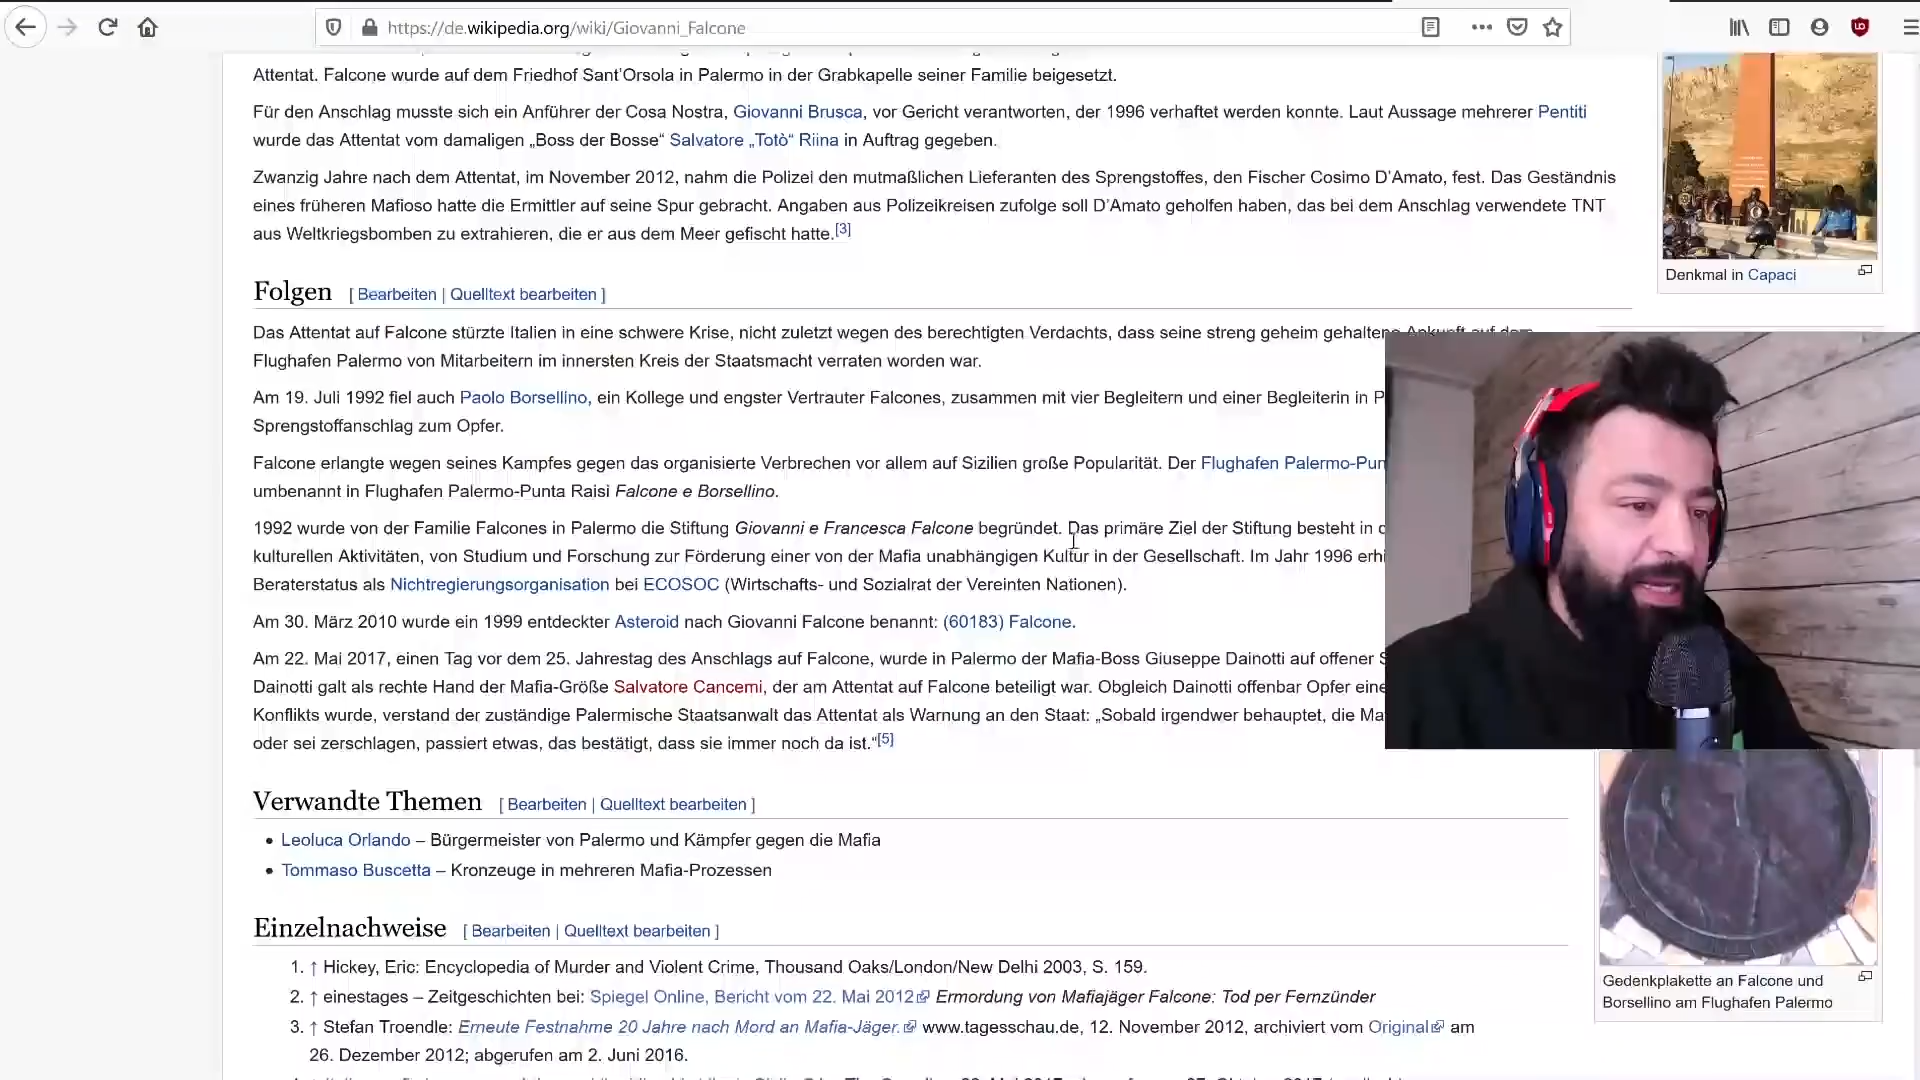 https://de.wikipedia.org/wiki/Giovanni_Falcone
Attentat. Falcone wurde auf dem Friedhof Sant'Orsola in Palermo in der Grabkapelle seiner Familie beigesetzt.
Für den Anschlag musste sich ein Anführer der Cosa Nostra, Giovanni Brusca, vor Gericht verantworten, der 1996 verhaftet werden konnte. Laut Aussage mehrerer Pentiti
wurde das Attentat vom damaligen „Boss der Bosse“ Salvatore „Totò“ Riina in Auftrag gegeben.
Zwanzig Jahre nach dem Attentat, im November 2012, nahm die Polizei den mutmaßlichen Lieferanten des Sprengstoffes, den Fischer Cosimo D'Amato, fest. Das Geständnis
eines früheren Mafioso hatte die Ermittler auf seine Spur gebracht. Angaben aus Polizeikreisen zufolge soll D'Amato geholfen haben, das bei dem Anschlag verwendete TNT
aus Weltkriegsbomben zu extrahieren, die er aus dem Meer gefischt hatte.[3]
Denkmal in Capaci
Folgen [ Bearbeiten | Quelltext bearbeiten ]
Das Attentat auf Falcone stürzte Italien in eine schwere Krise, nicht zuletzt wegen des berechtigten Verdachts, dass seine streng geheim gehaltene Ankunft auf dem
Flughafen Palermo von Mitarbeitern im innersten Kreis der Staatsmacht verraten worden war.
Am 19. Juli 1992 fiel auch Paolo Borsellino, ein Kollege und engster Vertrauter Falcones, zusammen mit vier Begleitern und einer Begleiterin in P
Sprengstoffanschlag zum Opfer.
Falcone erlangte wegen seines Kampfes gegen das organisierte Verbrechen vor allem auf Sizilien große Popularität. Der Flughafen Palermo-Pun
umbenannt in Flughafen Palermo-Punta Raisi Falcone e Borsellino.
1992 wurde von der Familie Falcones in Palermo die Stiftung Giovanni e Francesca Falcone begründet. Das primäre Ziel der Stiftung besteht in d
kulturellen Aktivitäten, von Studium und Forschung zur Förderung einer von der Mafia unabhängigen Kultur in der Gesellschaft. Im Jahr 1996 erhi
Beraterstatus als Nichtregierungsorganisation bei ECOSOC (Wirtschafts- und Sozialrat der Vereinten Nationen).
Am 30. März 2010 wurde ein 1999 entdeckter Asteroid nach Giovanni Falcone benannt: (60183) Falcone.
Am 22. Mai 2017, einen Tag vor dem 25. Jahrestag des Anschlags auf Falcone, wurde in Palermo der Mafia-Boss Giuseppe Dainotti auf offener S
Dainotti galt als rechte Hand der Mafia-Größe Salvatore Cancemi, der am Attentat auf Falcone beteiligt war. Obgleich Dainotti offenbar Opfer eine
Konflikts wurde, verstand der zuständige Palermische Staatsanwalt das Attentat als Warnung an den Staat: „Sobald irgendwer behauptet, die Ma
oder sei zerschlagen, passiert etwas, das bestätigt, dass sie immer noch da ist.“[5]
Verwandte Themen [ Bearbeiten | Quelltext bearbeiten ]
• Leoluca Orlando – Bürgermeister von Palermo und Kämpfer gegen die Mafia
• Tommaso Buscetta – Kronzeuge in mehreren Mafia-Prozessen
Einzelnachweise [ Bearbeiten | Quelltext bearbeiten ]
1. ↑ Hickey, Eric: Encyclopedia of Murder and Violent Crime, Thousand Oaks/London/New Delhi 2003, S. 159.
2. ↑ einestages – Zeitgeschichten bei: Spiegel Online, Bericht vom 22. Mai 2012 Ermordung von Mafiajäger Falcone: Tod per Fernzünder
3. ↑ Stefan Troendle: Erneute Festnahme 20 Jahre nach Mord an Mafia-Jäger. www.tagesschau.de, 12. November 2012, archiviert vom Original am
26. Dezember 2012; abgerufen am 2. Juni 2016.
Gedenkplakette an Falcone und
Borsellino am Flughafen Palermo